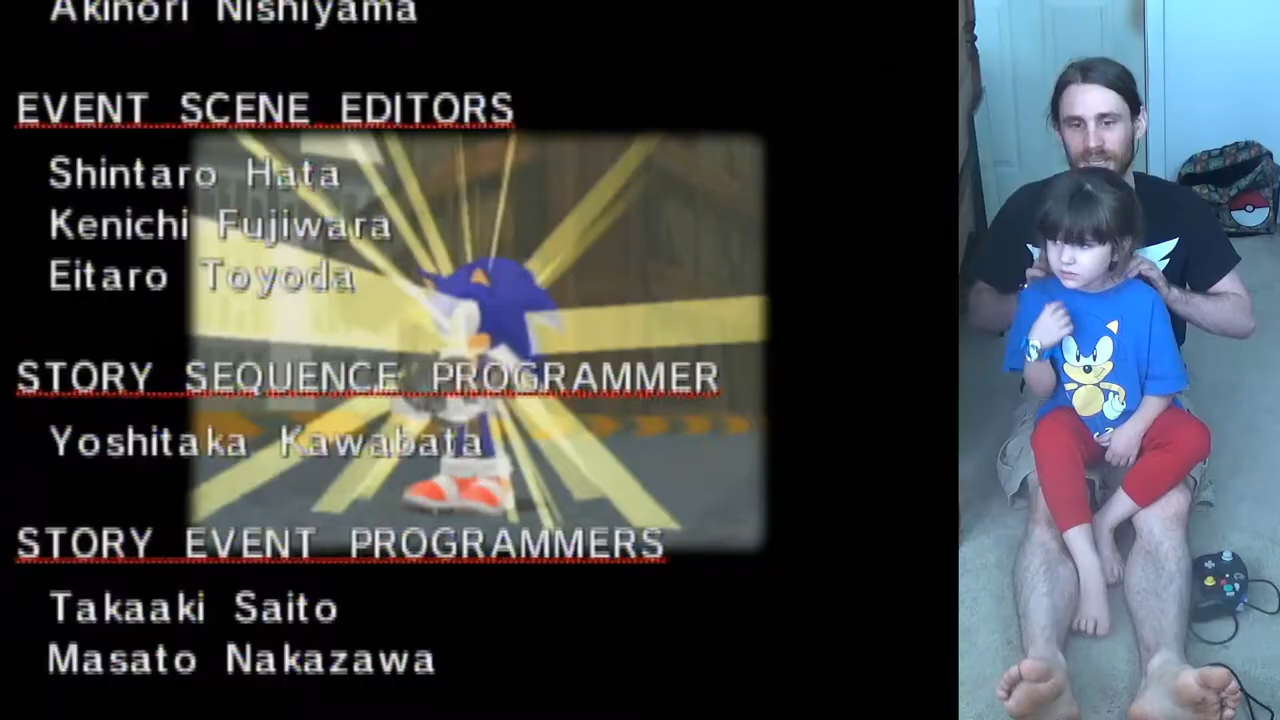 Akinori Nishiyama
EVENT SCENE EDITORS
Shintaro Hata
Kenichi Fujiwara
Eitaro Toyoda
STORY SEQUENCE PROGRAMMER
Yoshitaka Kawabata
STORY EVENT PROGRAMMERS
Takaaki Saito
Masato Nakazawa